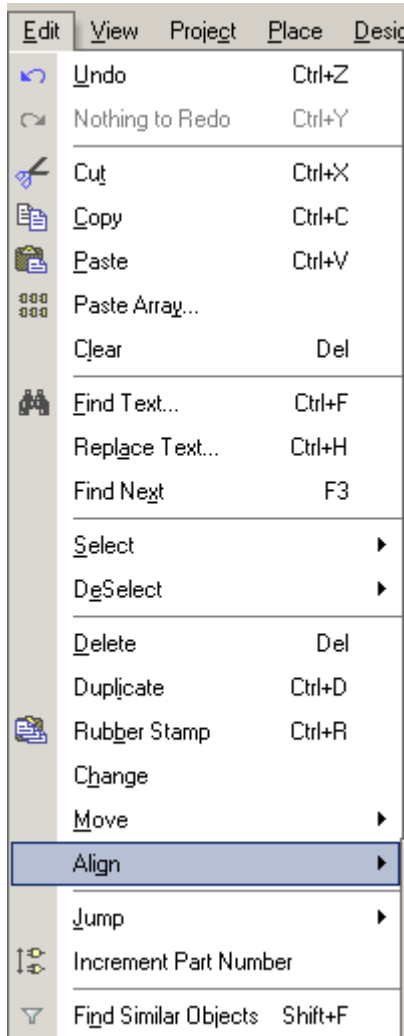 Edit View Project Place Desig
Undo Ctrl+Z
Nothing to Redo Ctrl+Y
Cut Ctrl+X
Copy Ctrl+C
Paste Ctrl+V
Paste Array...
Clear Del
Find Text... Ctrl+F
Replace Text... Ctrl+H
Find Next F3
Select
DeSelect
Delete Del
Duplicate Ctrl+D
Rubber Stamp Ctrl+R
Change
Move
Align
Jump
Increment Part Number
Find Similar Objects Shift+F